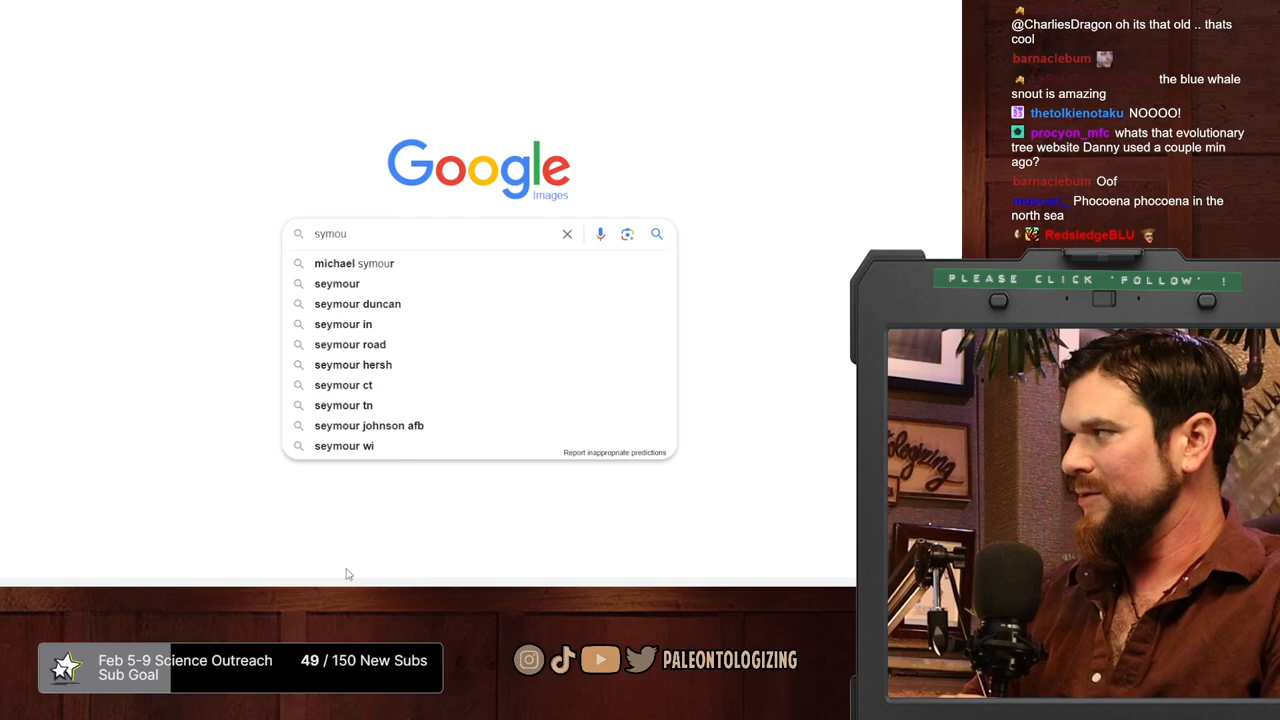 Google
Images
symou
michael symour
seymour
seymour duncan
seymour in
seymour road
seymour hersh
seymour ct
seymour tn
seymour johnson afb
seymour wi
Report inappropriate predictions
@CharliesDragon oh its that old .. thats
cool
barnaclebum
the blue whale
snout is amazing
thetolkienotaku NOOOO!
procyon_mfc whats that evolutionary
tree website Danny used a couple min
ago?
barnaclebum Oof
Phocoena phocoena in the
north sea
RedsledgeBLU
PLEASE CLICK 'FOLLOW' !
ologizing
Feb 5-9 Science Outreach
Sub Goal
49 / 150 New Subs
PALEONTOLOGIZING